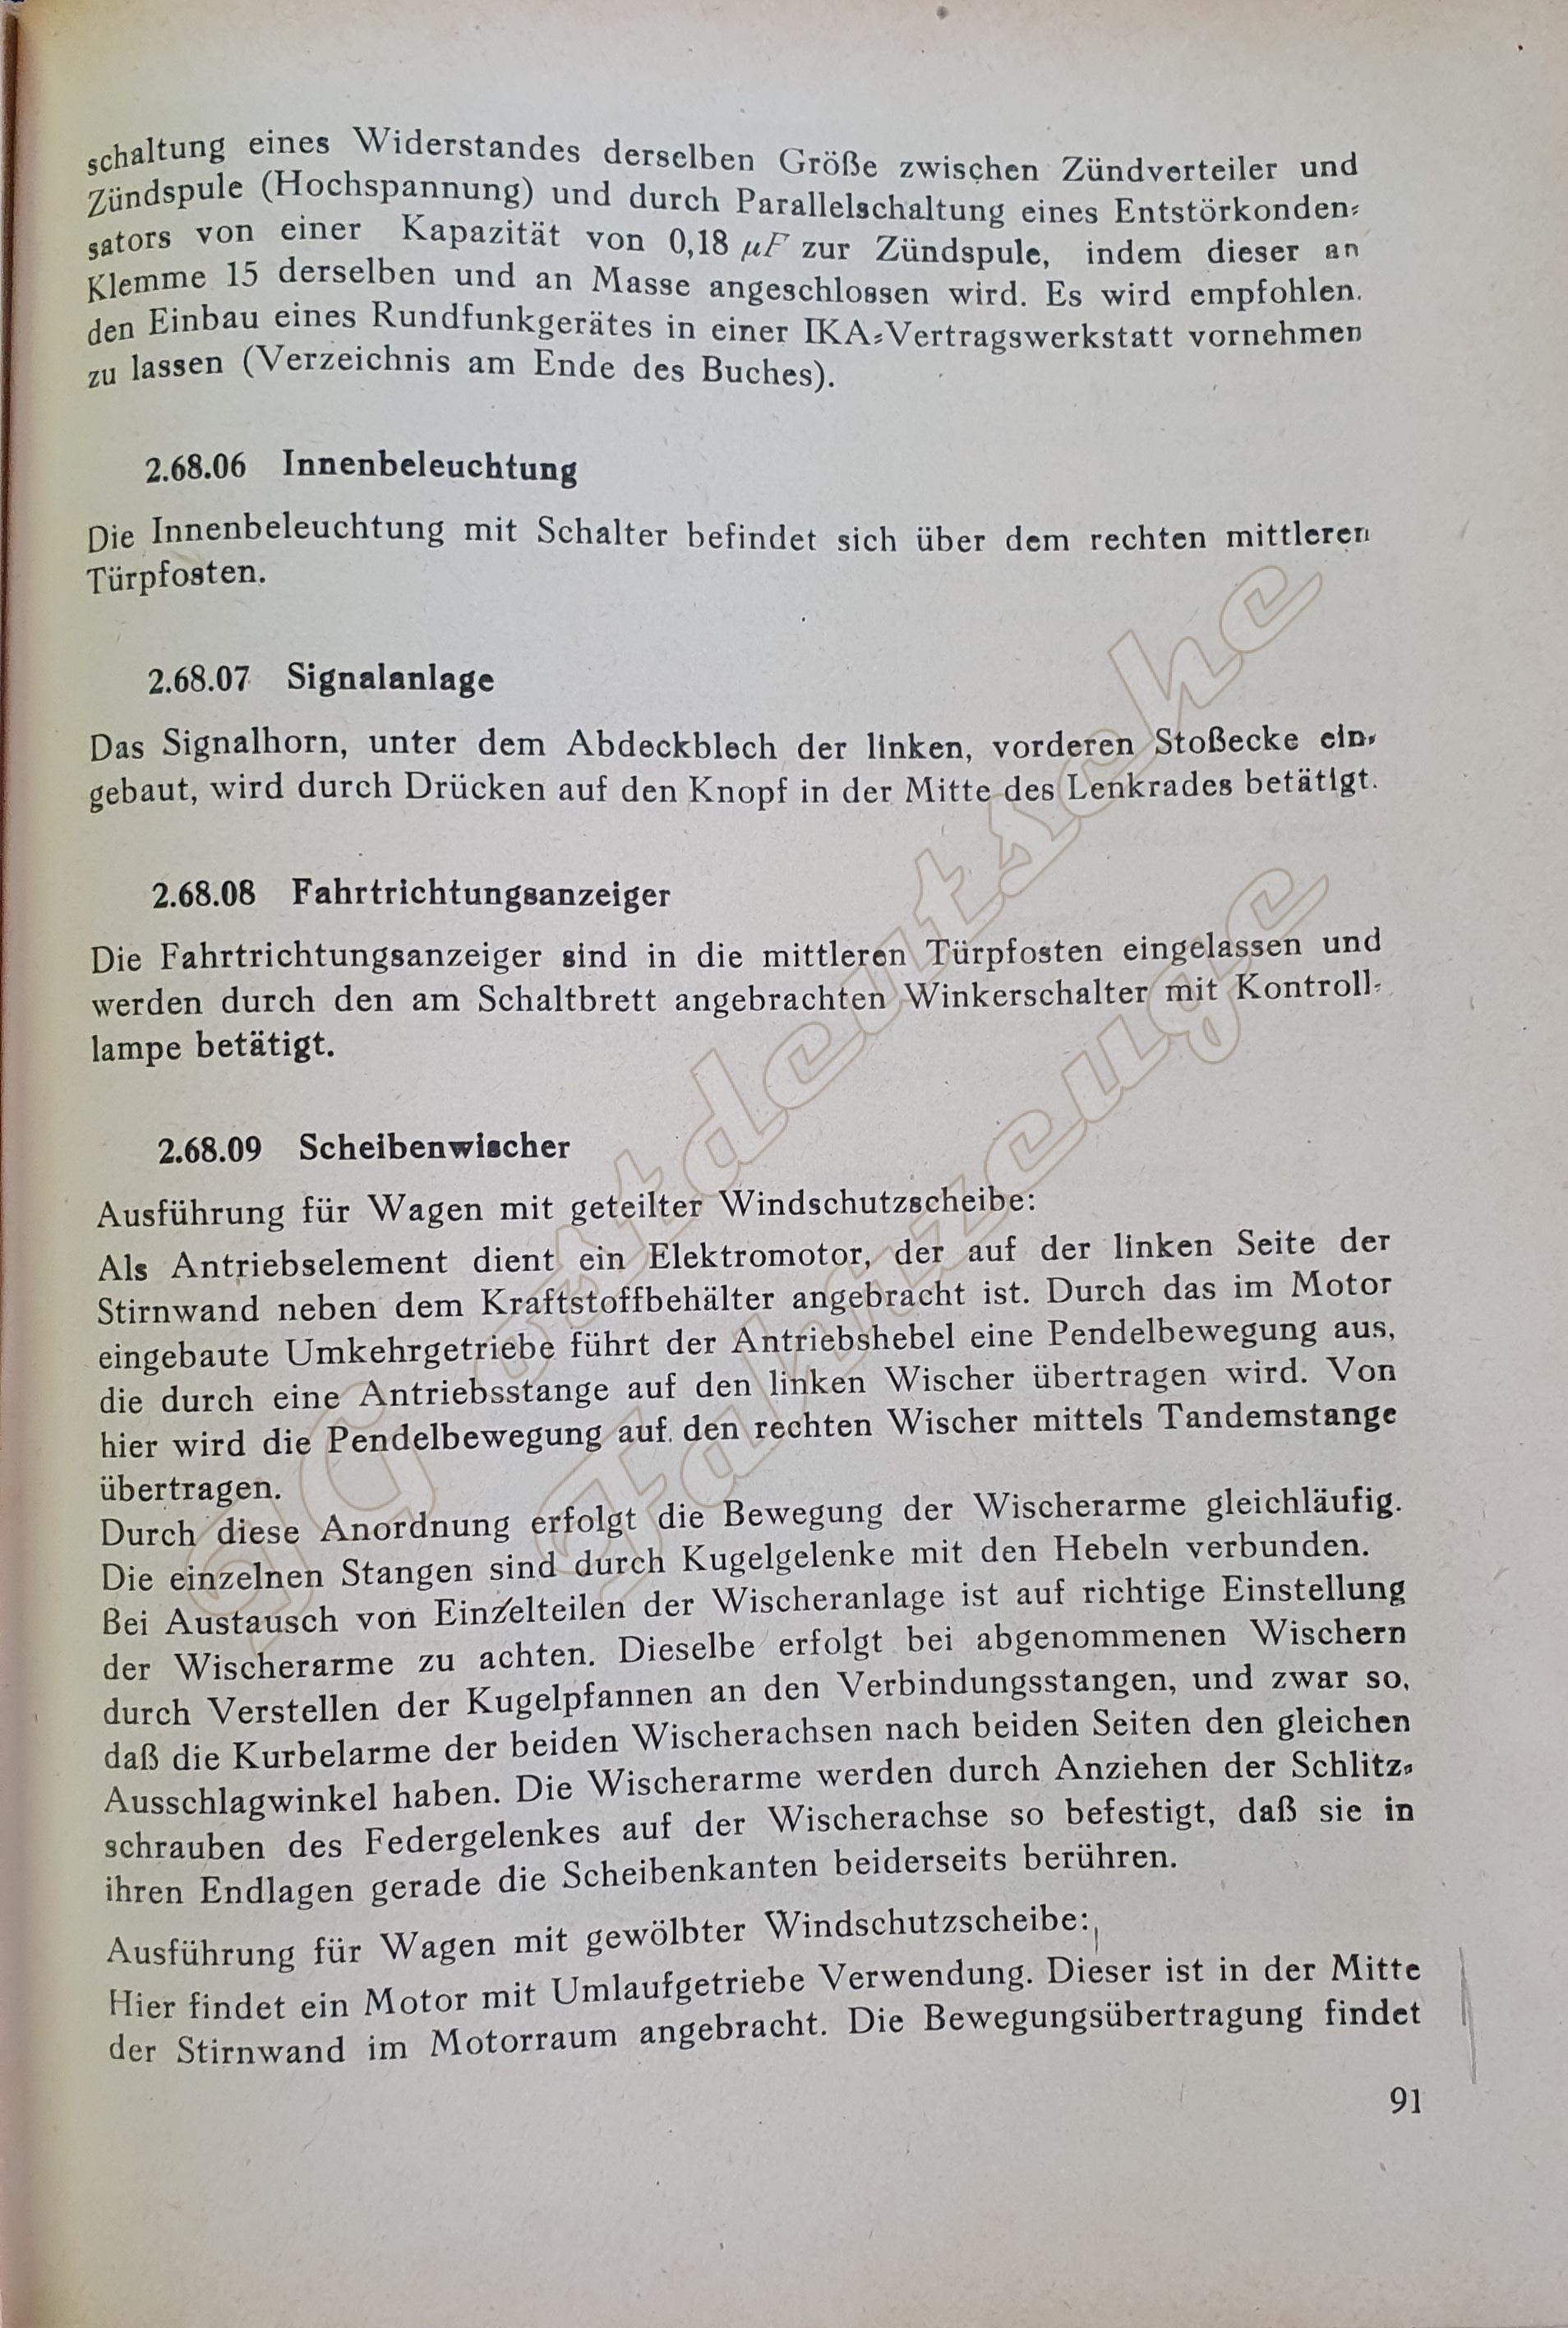 schaltung eines Widerstandes derselben Größe zwischen Zündverteiler und
Zündspule (Hochspannung) und durch Parallelschaltung eines Entstörkonden-
sators von einer Kapazität von 0,18 µF zur Zündspule, indem dieser an
Klemme 15 derselben und an Masse angeschlossen wird. Es wird empfohlen.
den Einbau eines Rundfunkgerätes in einer IKA-Vertragswerkstatt vornehmen
zu lassen (Verzeichnis am Ende des Buches).
2.68.06 Innenbeleuchtung
Die Innenbeleuchtung mit Schalter befindet sich über dem rechten mittleren
Türpfosten.
2.68.07 Signalanlage
Das Signalhorn, unter dem Abdeckblech der linken, vorderen Stoßecke ein-
gebaut, wird durch Drücken auf den Knopf in der Mitte des Lenkrades betätigt.
2.68.08 Fahrtrichtungsanzeiger
Die Fahrtrichtungsanzeiger sind in die mittleren Türpfosten eingelassen und
werden durch den am Schaltbrett angebrachten Winkerschalter mit Kontroll-
lampe betätigt.
2.68.09 Scheibenwischer
Ausführung für Wagen mit geteilter Windschutzscheibe:
Als Antriebselement dient ein Elektromotor, der auf der linken Seite der
Stirnwand neben dem Kraftstoffbehälter angebracht ist. Durch das im Motor
eingebaute Umkehrgetriebe führt der Antriebshebel eine Pendelbewegung aus,
die durch eine Antriebsstange auf den linken Wischer übertragen wird. Von
hier wird die Pendelbewegung auf den rechten Wischer mittels Tandemstange
übertragen.
Durch diese Anordnung erfolgt die Bewegung der Wischerarme gleichläufig.
Die einzelnen Stangen sind durch Kugelgelenke mit den Hebeln verbunden.
Bei Austausch von Einzelteilen der Wischeranlage ist auf richtige Einstellung
der Wischerarme zu achten. Dieselbe erfolgt bei abgenommenen Wischern
durch Verstellen der Kugelpfannen an den Verbindungsstangen, und zwar so,
daß die Kurbelarme der beiden Wischerachsen nach beiden Seiten den gleichen
Ausschlagwinkel haben. Die Wischerarme werden durch Anziehen der Schlitz-
schrauben des Federgelenkes auf der Wischerachse so befestigt, daß sie in
ihren Endlagen gerade die Scheibenkanten beiderseits berühren.
Ausführung für Wagen mit gewölbter Windschutzscheibe:
Hier findet ein Motor mit Umlaufgetriebe Verwendung. Dieser ist in der Mitte
der Stirnwand im Motorraum angebracht. Die Bewegungsübertragung findet
91
IG ostdeutsche
Fahrzeuge